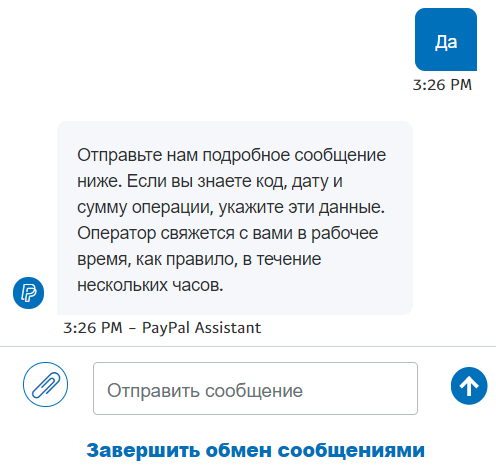 Да
3:26 PM
Отправьте нам подробное сообщение
ниже. Если вы знаете код, дату и
сумму операции, укажите эти данные.
Оператор свяжется с вами в рабочее
время, как правило, в течение
нескольких часов.
3:26 PM - PayPal Assistant
Отправить сообщение
Завершить обмен сообщениями